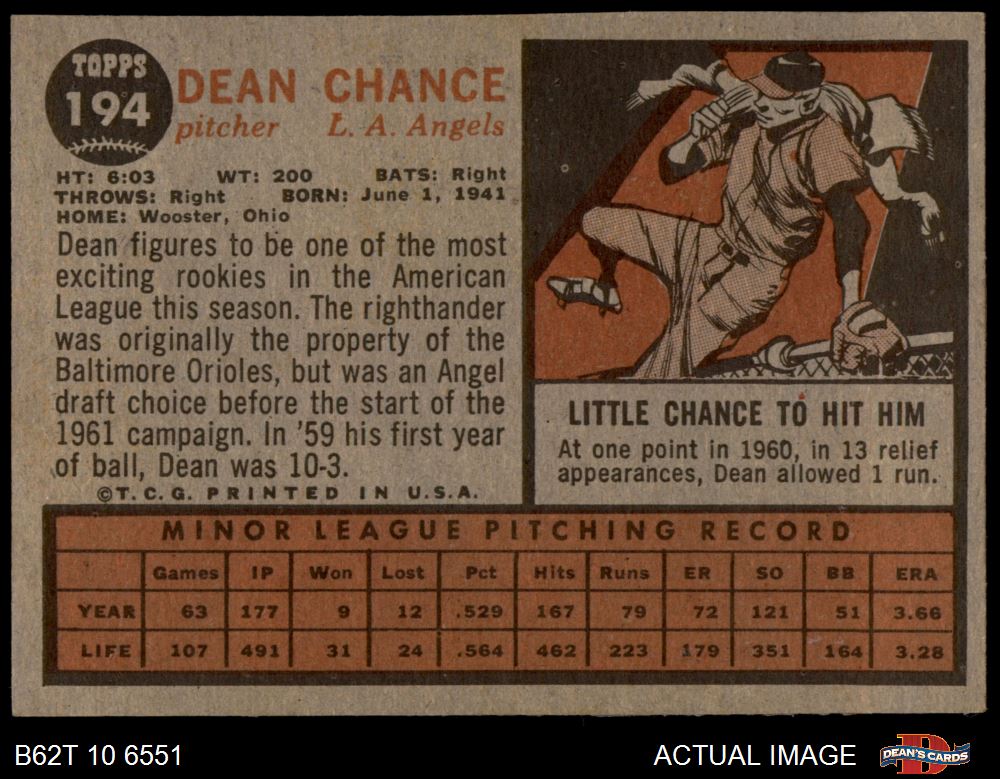 TOPPS
194
DEAN CHANCE
pitcher L. A. Angels
HT: 6:03 WT: 200 BATS: Right
THROWS: Right BORN: June 1, 1941
HOME: Wooster, Ohio
Dean figures to be one of the most
exciting rookies in the American
League this season. The righthander
was originally the property of the
Baltimore Orioles, but was an Angel
draft choice before the start of the
1961 campaign. In '59 his first year
of ball, Dean was 10-3.
©T. C. G. PRINTED IN U.S.A.
LITTLE CHANCE TO HIT HIM
At one point in 1960, in 13 relief
appearances, Dean allowed 1 run.
MINOR LEAGUE PITCHING RECORD
Games IP Won Lost Pct Hits Runs ER SO BB ERA
YEAR 63 177 9 12 .529 167 79 72 121 51 3.66
LIFE 107 491 31 24 .564 462 223 179 351 164 3.28
B62T 10 6551 ACTUAL IMAGE DEAN'S CARDS